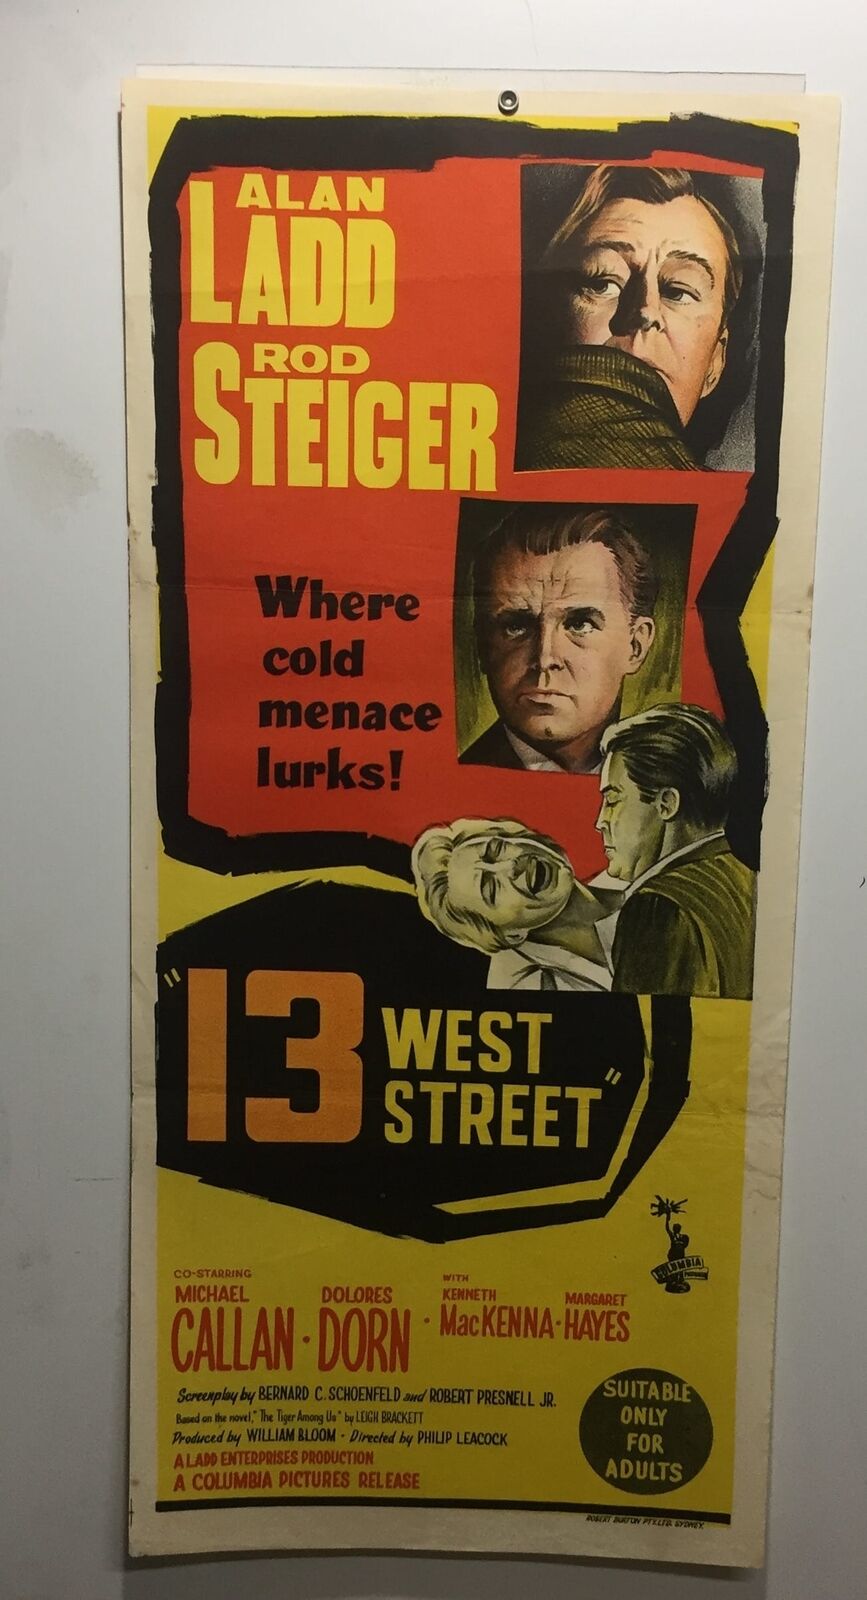 ALAN
LADD
ROD
STEIGER
Where
cold
menace
lurks!
"13 WEST
STREET"
COLUMBIA
CO-STARRING
MICHAEL CALLAN · DOLORES DORN · WITH KENNETH MacKENNA · MARGARET HAYES
Screenplay by BERNARD C. SCHOENFELD and ROBERT PRESNELL JR.
Based on the novel, "The Tiger Among Us" by LEIGH BRACKETT
Produced by WILLIAM BLOOM · Directed by PHILIP LEACOCK
A LADD ENTERPRISES PRODUCTION
A COLUMBIA PICTURES RELEASE
SUITABLE
ONLY
FOR
ADULTS
ROBERT BURTON PTY. LTD. SYDNEY.